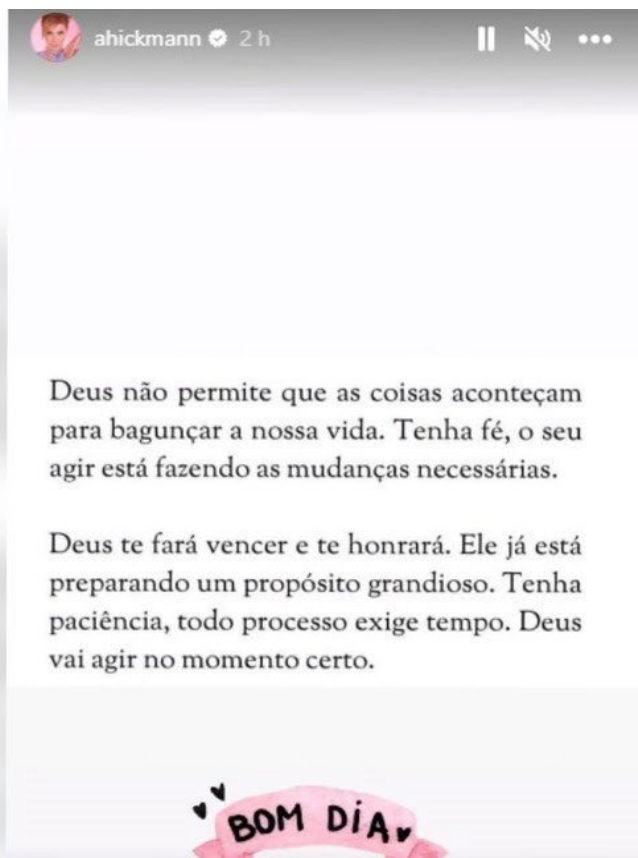 ahickmann 2 h
Deus não permite que as coisas aconteçam
para bagunçar a nossa vida. Tenha fé, o seu
agir está fazendo as mudanças necessárias.
Deus te fará vencer e te honrará. Ele já está
preparando um propósito grandioso. Tenha
paciência, todo processo exige tempo. Deus
vai agir no momento certo.
BOM DIA